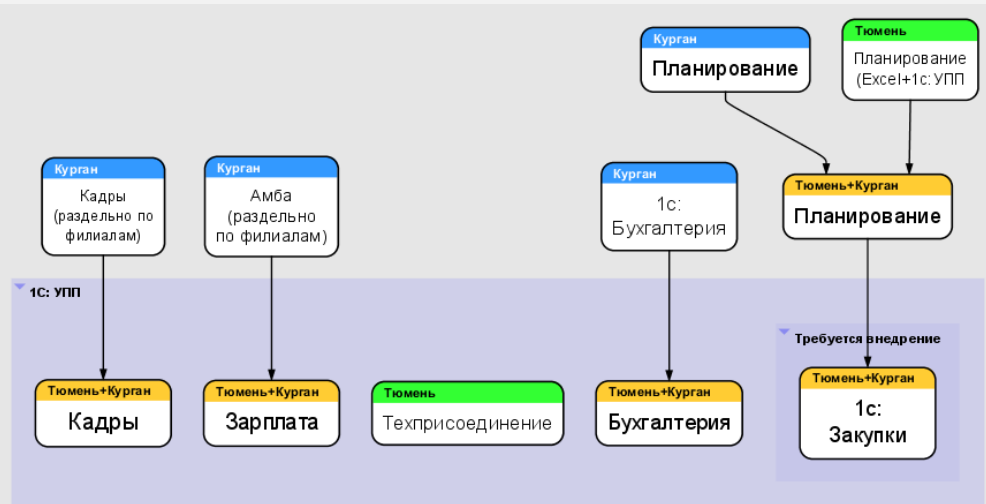 Курган
Планирование
Тюмень
Планирование
(Excel+1с: УПП
Курган
Кадры
(раздельно по
филиалам)
Курган
Амба
(раздельно
по филиалам)
Курган
1с:
Бухгалтерия
Тюмень+Курган
Планирование
1С: УПП
Требуется внедрение
Тюмень+Курган
Кадры
Тюмень+Курган
Зарплата
Тюмень
Техприсоединение
Тюмень+Курган
Бухгалтерия
Тюмень+Курган
1с:
Закупки